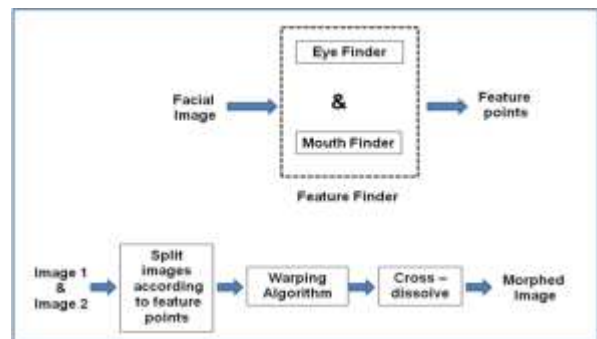 Eye Finder
Facial
Image
&
Feature
points
Mouth Finder
Feature Finder
Image 1
&
Image 2
Split
images
according
to feature
points
Warping
Algorithm
Cross –
dissolve
Morphed
Image